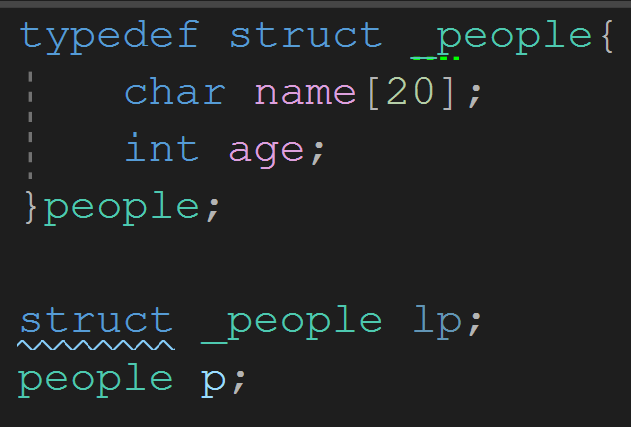 typedef struct _people{
    char name[20];
    int age;
}people;

struct _people lp;
people p;